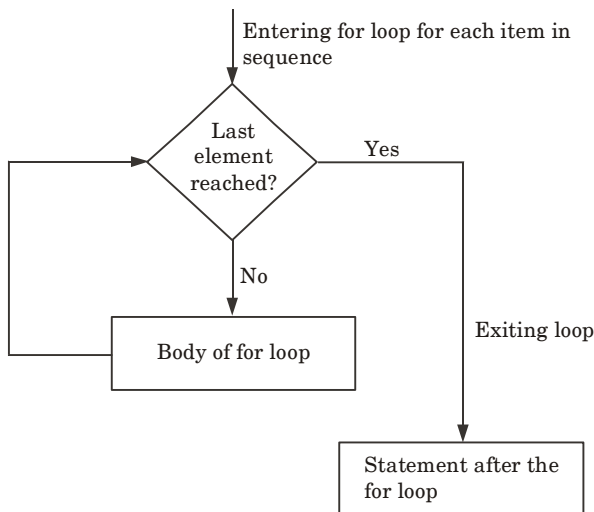 Entering for loop for each item in
sequence
Last
element
reached?
Yes
No
Body of for loop
Exiting loop
Statement after the
for loop